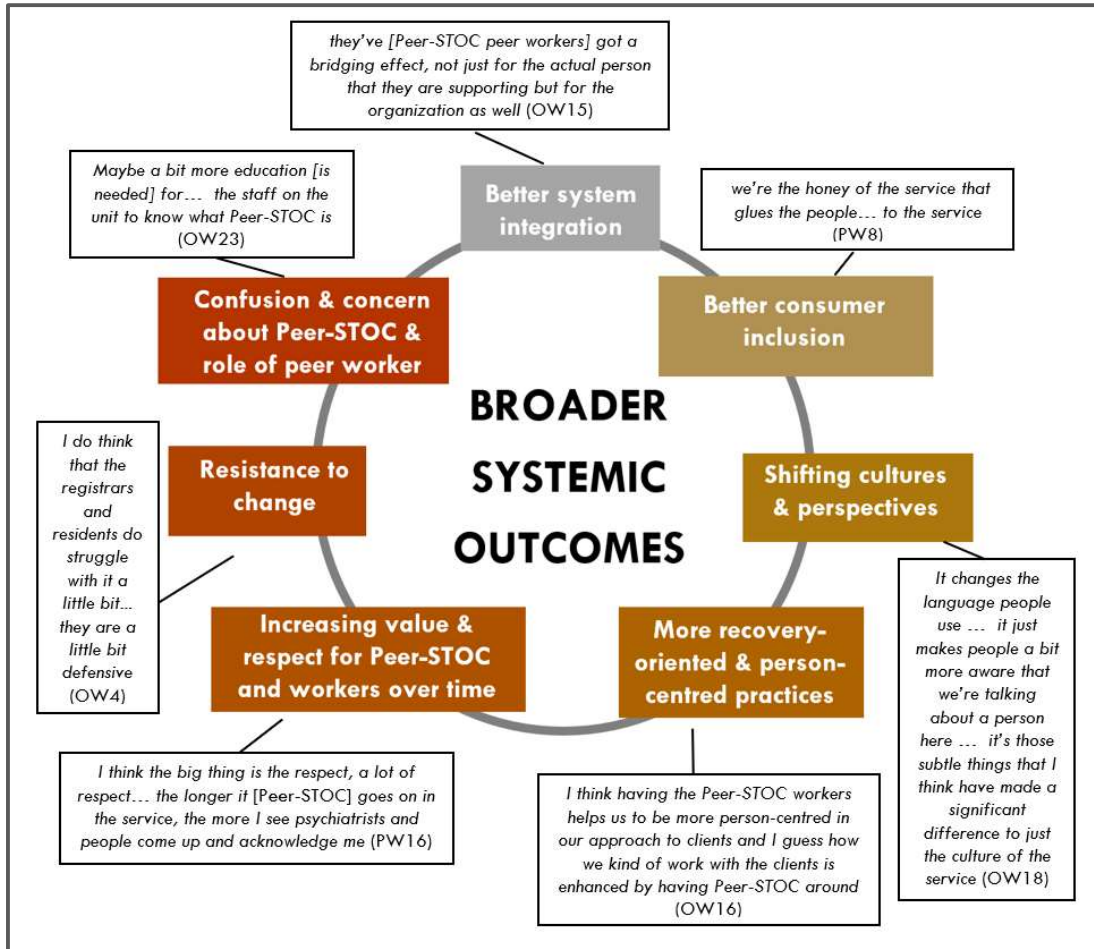 they've [Peer-STOC peer workers] got a
bridging effect, not just for the actual person
that they are supporting but for the
organization as well (OW15)
Maybe a bit more education [is
needed] for… the staff on the
unit to know what Peer-STOC is
(OW23)
Better system
integration
we're the honey of the service that
glues the people… to the service
(PW8)
Confusion & concern
about Peer-STOC &
role of peer worker
Better consumer
inclusion
BROADER
SYSTEMIC
OUTCOMES
I do think
that the
registrars
and
residents do
struggle
with it a
little bit...
they are a
little bit
defensive
(OW4)
Resistance to
change
Shifting cultures
& perspectives
It changes the
language people
use … it just
makes people a bit
more aware that
we're talking
about a person
here … it's those
subtle things that I
think have made a
significant
difference to just
the culture of the
service (OW18)
Increasing value &
respect for Peer-STOC
and workers over time
More recovery-
oriented & person-
centred practices
I think the big thing is the respect, a lot of
respect… the longer it [Peer-STOC] goes on in
the service, the more I see psychiatrists and
people come up and acknowledge me (PW16)
I think having the Peer-STOC workers
helps us to be more person-centred in
our approach to clients and I guess how
we kind of work with the clients is
enhanced by having Peer-STOC around
(OW16)